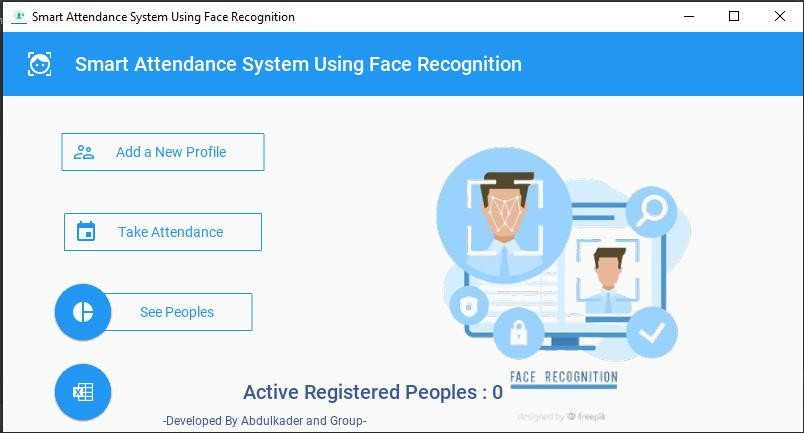 Smart Attendance System Using Face Recognition
Smart Attendance System Using Face Recognition
Add a New Profile
Take Attendance
See Peoples
FACE RECOGNITION
Active Registered Peoples : 0
designed by freepik
-Developed By Abdulkader and Group-